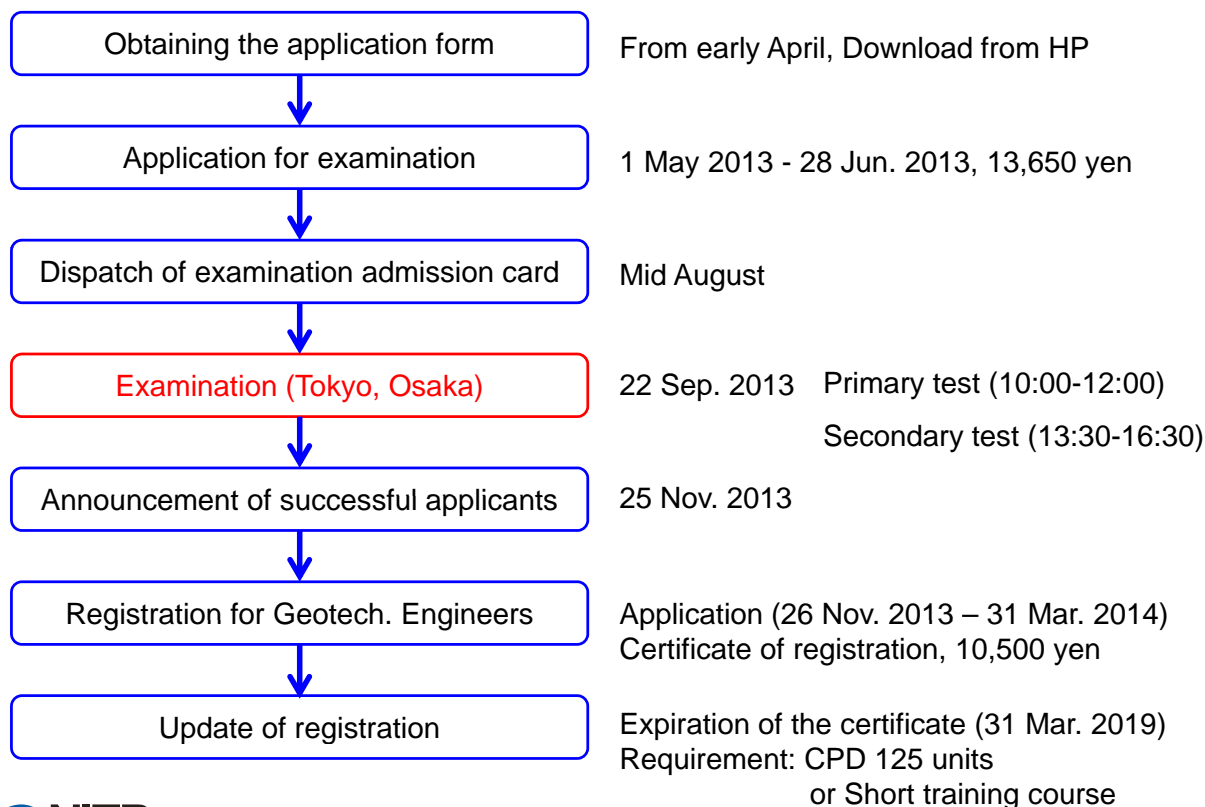 Obtaining the application form
From early April, Download from HP
Application for examination
1 May 2013 - 28 Jun. 2013, 13,650 yen
Dispatch of examination admission card
Mid August
Examination (Tokyo, Osaka)
22 Sep. 2013 Primary test (10:00-12:00)
Secondary test (13:30-16:30)
Announcement of successful applicants
25 Nov. 2013
Registration for Geotech. Engineers
Application (26 Nov. 2013 – 31 Mar. 2014)
Certificate of registration, 10,500 yen
Update of registration
Expiration of the certificate (31 Mar. 2019)
Requirement: CPD 125 units
or Short training course